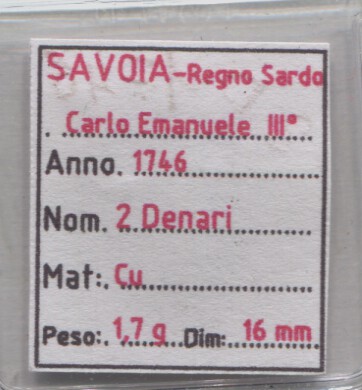 SAVOIA-Regno Sardo
. Carlo Emanuele III°
Anno. 1746
Nom. 2 Denari
Mat:. Cu
Peso:. 1,7 g Dim: 16 mm